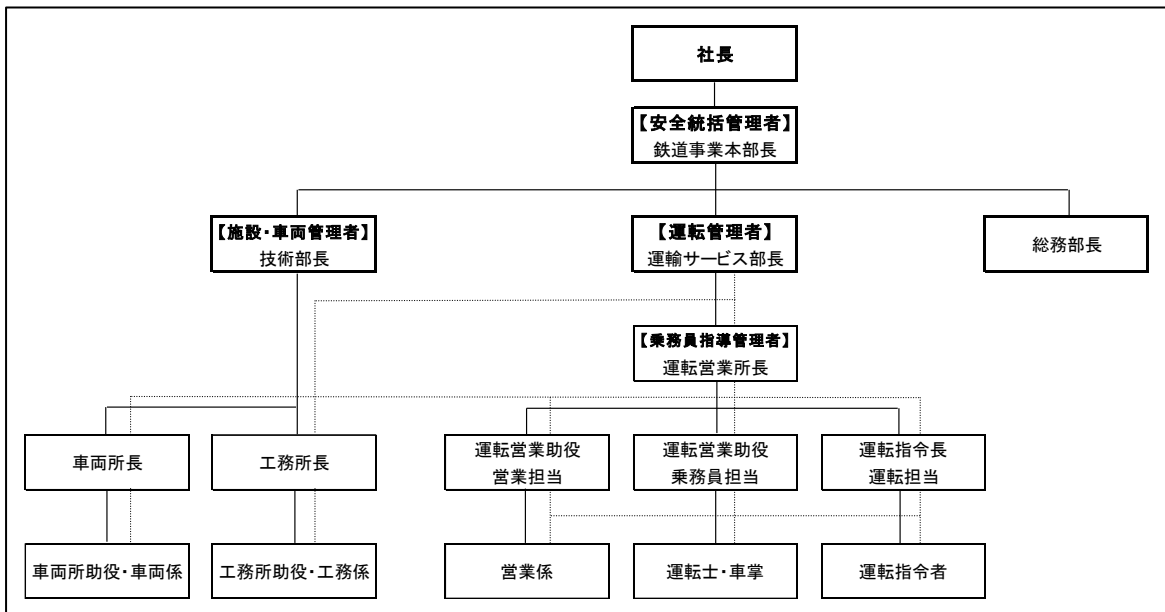 社長
【安全統括管理者】
鉄道事業本部長
【施設・車両管理者】
技術部長
【運転管理者】
運輸サービス部長
総務部長
【乗務員指導管理者】
運転営業所長
車両所長
工務所長
運転営業助役
営業担当
運転営業助役
乗務員担当
運転指令長
運転担当
車両所助役・車両係
工務所助役・工務係
営業係
運転士・車掌
運転指令者